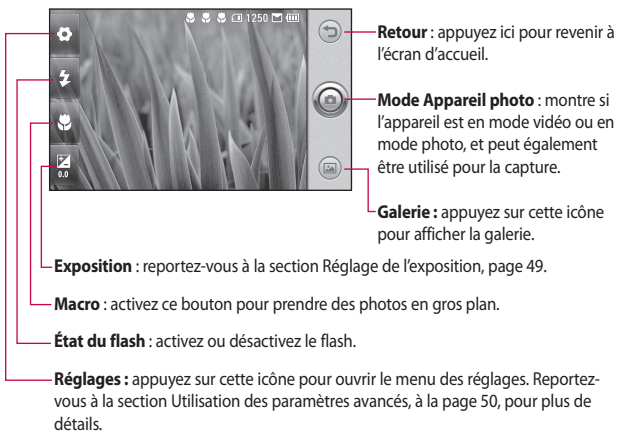 1250
0.0
Retour : appuyez ici pour revenir à
l'écran d'accueil.
Mode Appareil photo : montre si
l'appareil est en mode vidéo ou en
mode photo, et peut également
être utilisé pour la capture.
Galerie : appuyez sur cette icône
pour afficher la galerie.
Exposition : reportez-vous à la section Réglage de l'exposition, page 49.
Macro : activez ce bouton pour prendre des photos en gros plan.
État du flash : activez ou désactivez le flash.
Réglages : appuyez sur cette icône pour ouvrir le menu des réglages. Reportez-
vous à la section Utilisation des paramètres avancés, à la page 50, pour plus de
détails.